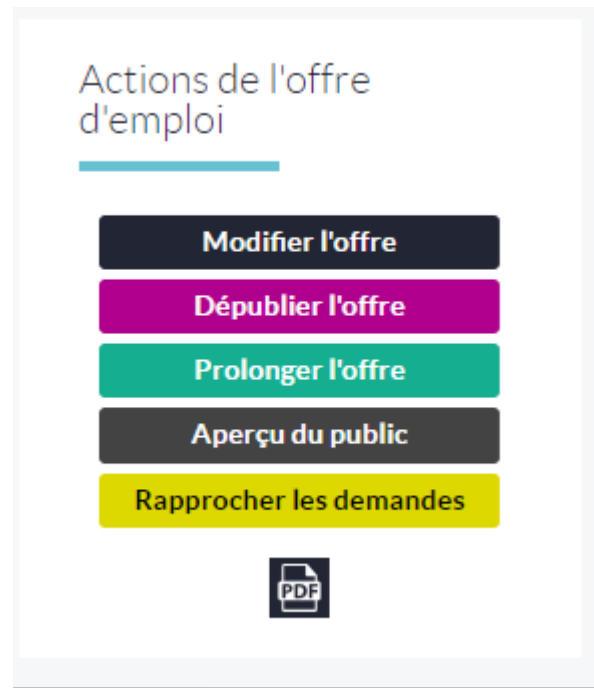 Actions de l'offre
d'emploi
Modifier l'offre
Dépublier l'offre
Prolonger l'offre
Aperçu du public
Rapprocher les demandes
PDF